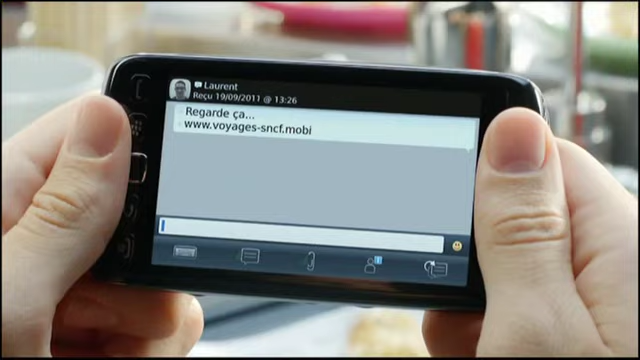 Laurent
Reçu 19/09/2011 @ 13:26
Regarde ça...
www.voyages-sncf.mobi